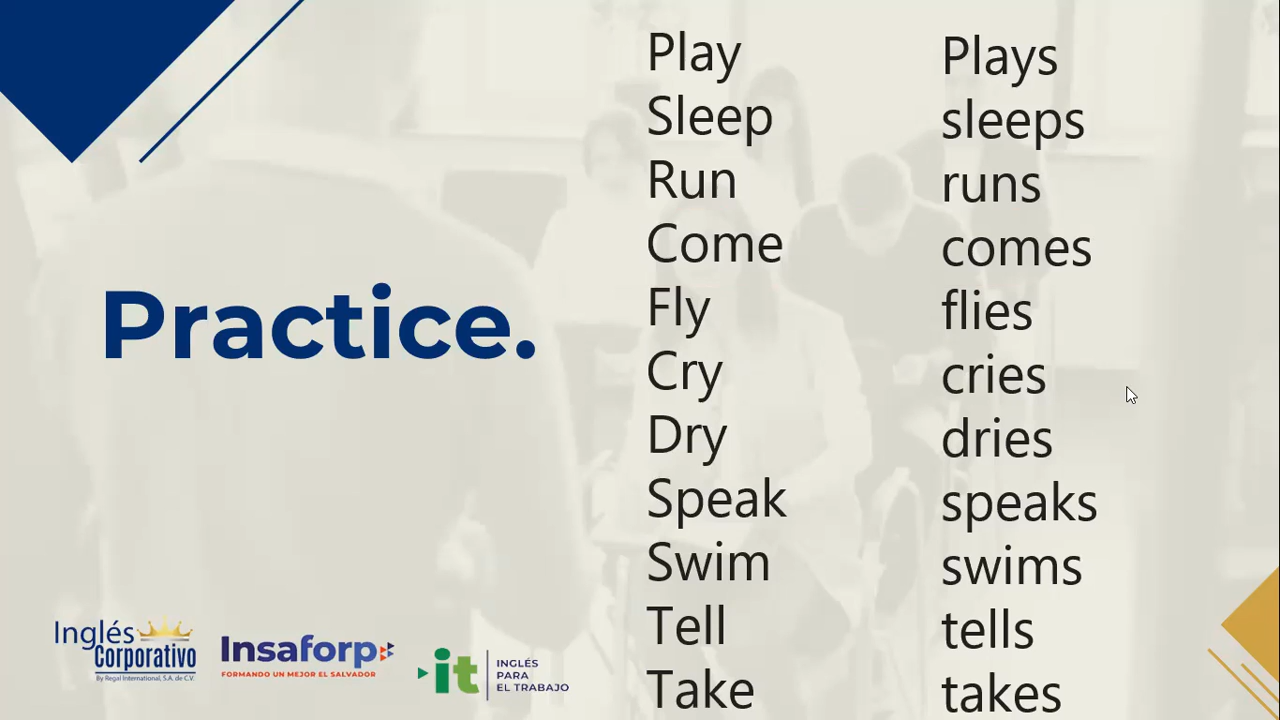 Practice.
Play
Sleep
Run
Come
Fly
Cry
Dry
Speak
Swim
Tell
Take
Plays
sleeps
runs
comes
flies
cries
dries
speaks
swims
tells
takes
Inglés
Corporativo
By Regal International, S.A. de C.V.
Insaforp
FORMANDO UN MEJOR EL SALVADOR
it
INGLÉS
PARA
EL TRABAJO